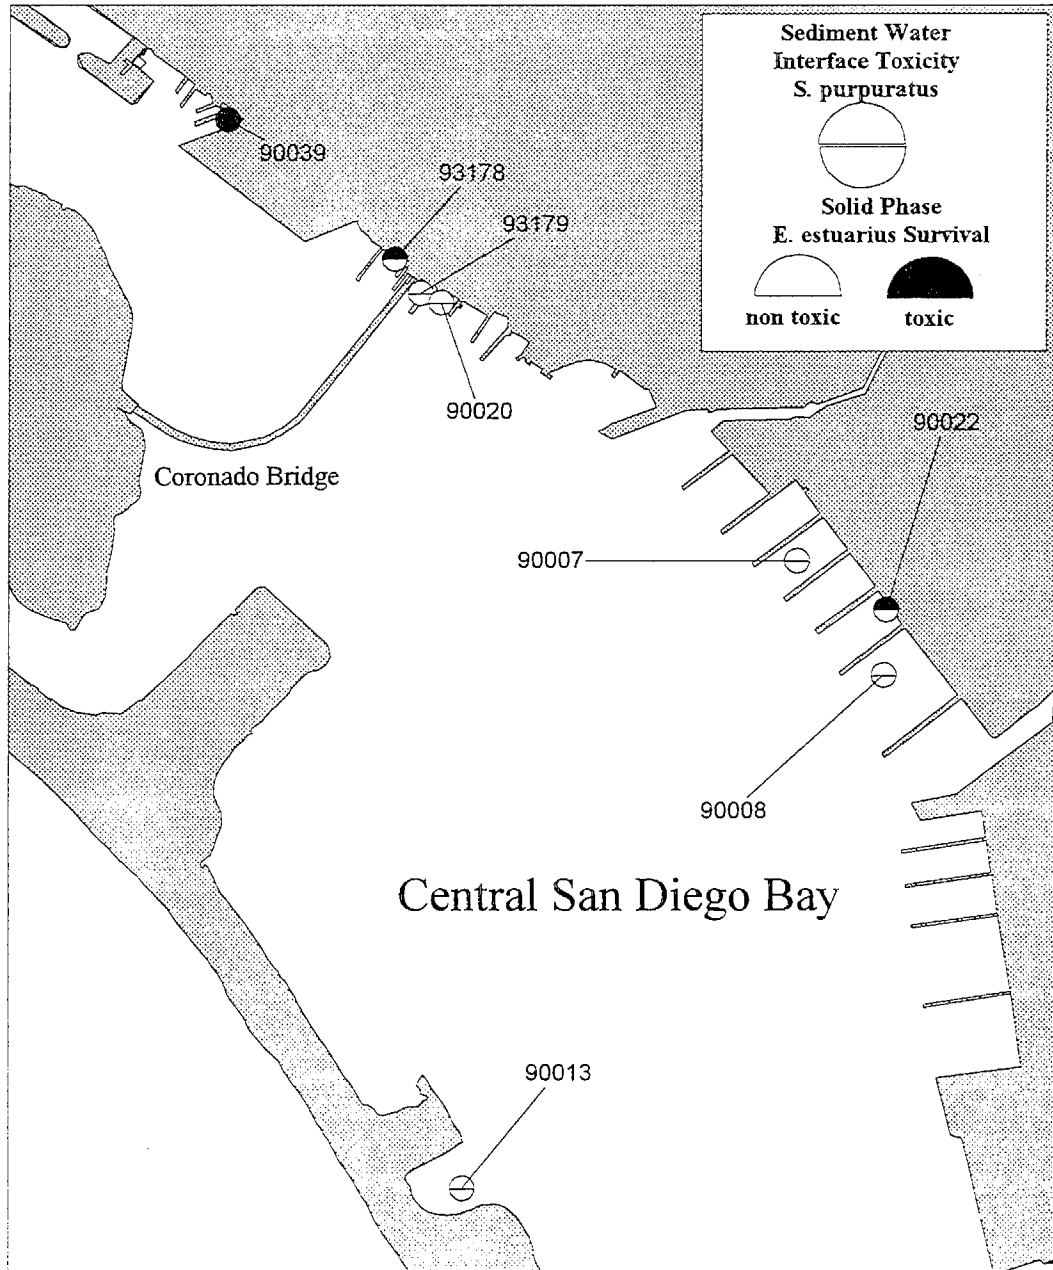 Sediment Water
Interface Toxicity
S. purpuratus
Solid Phase
E. estuarius Survival
non toxic
toxic
90039
93178
93179
90020
90022
Coronado Bridge
90007
90008
Central San Diego Bay
90013